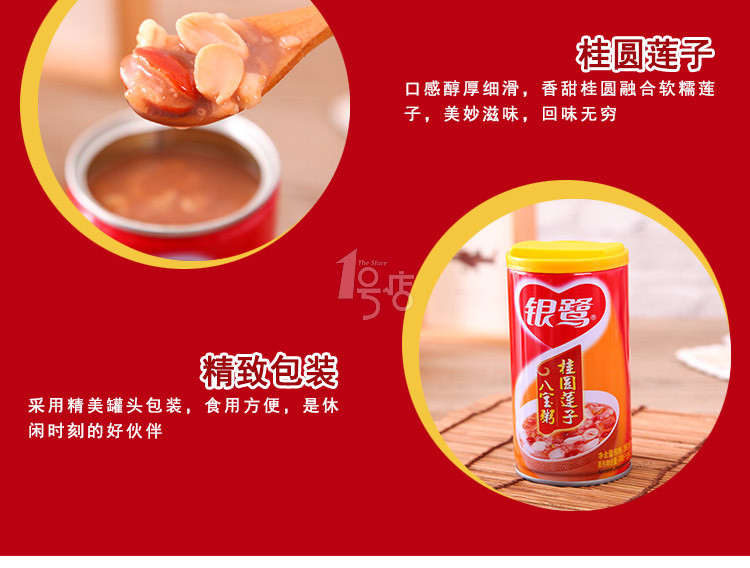 桂圆莲子
口感醇厚细滑，香甜桂圆融合软糯莲
子，美妙滋味，回味无穷
The Store
1号店
银鹭®
桂圆莲子
八宝粥
精致包装
采用精美罐头包装，食用方便，是休
闲时刻的好伙伴